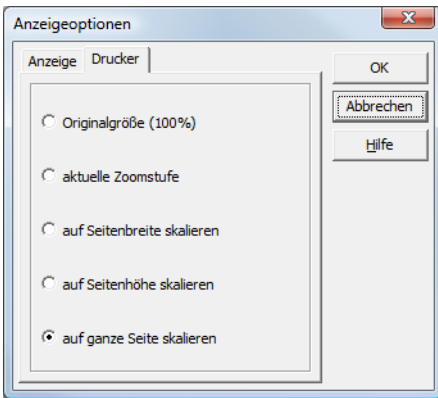 Anzeigeoptionen
Anzeige Drucker
OK
Abbrechen
Hilfe
Originalgröße (100%)
aktuelle Zoomstufe
auf Seitenbreite skalieren
auf Seitenhöhe skalieren
auf ganze Seite skalieren